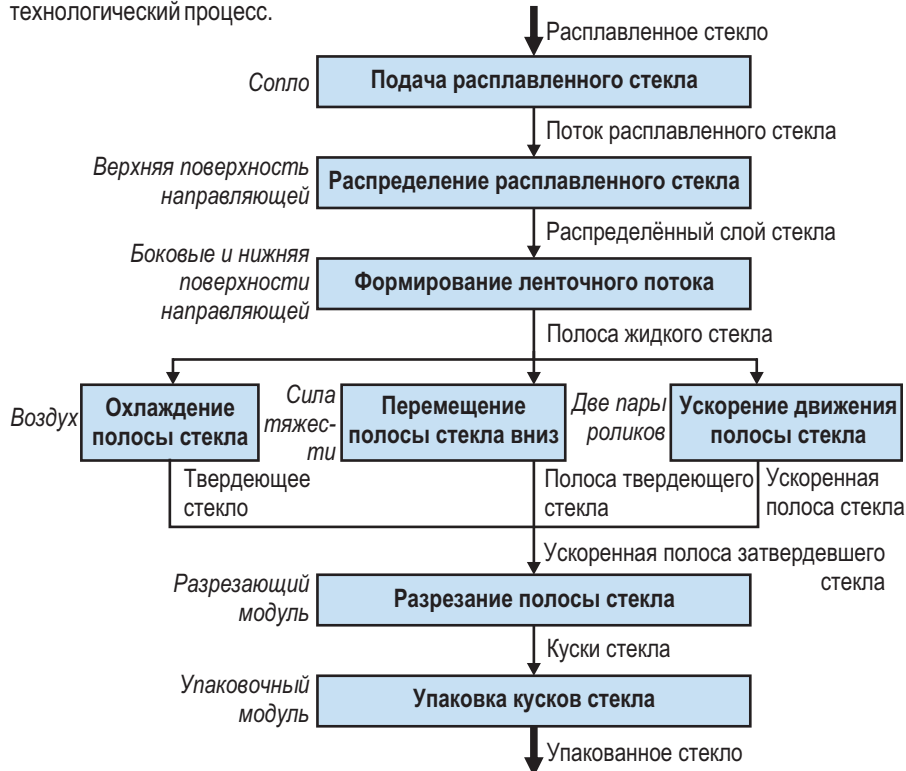 технологический процесс.
Расплавленное стекло
Сопло
Подача расплавленного стекла
Поток расплавленного стекла
Верхняя поверхность
направляющей
Распределение расплавленного стекла
Распределённый слой стекла
Боковые и нижняя
поверхности
направляющей
Формирование ленточного потока
Полоса жидкого стекла
Воздух
Охлаждение
полосы стекла
Сила
тяжес-
ти
Перемещение
полосы стекла вниз
Две пары
роликов
Ускорение движения
полосы стекла
Твердеющее
стекло
Полоса твердеющего
стекла
Ускоренная
полоса стекла
Ускоренная полоса затвердевшего
стекла
Разрезающий
модуль
Разрезание полосы стекла
Куски стекла
Упаковочный
модуль
Упаковка кусков стекла
Упакованное стекло